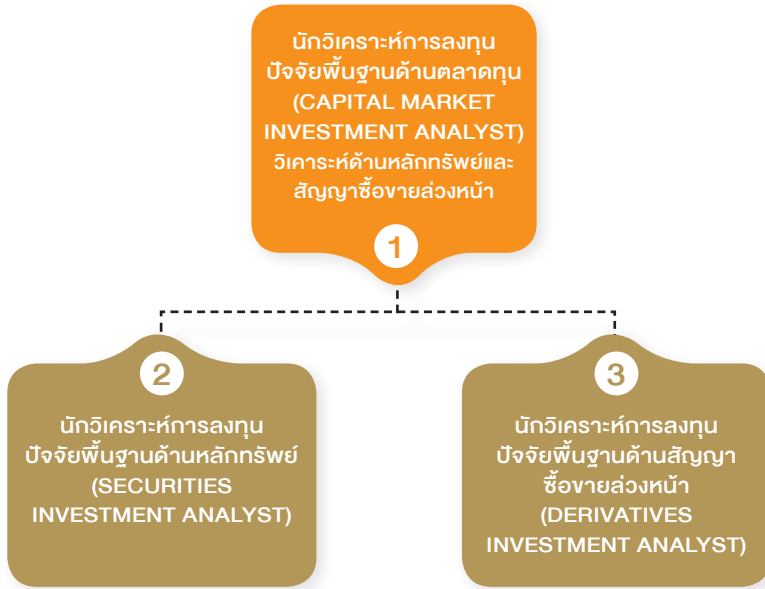 นักวิเคราะห์การลงทุน
ปัจจัยพื้นฐานด้านตลาดทุน
(CAPITAL MARKET
INVESTMENT ANALYST)
วิเคาระห์ด้านหลักทรัพย์และ
สัญญาซื้อขายล่วงหน้า
1
2
นักวิเคราะห์การลงทุน
ปัจจัยพื้นฐานด้านหลักทรัพย์
(SECURITIES
INVESTMENT ANALYST)
3
นักวิเคราะห์การลงทุน
ปัจจัยพื้นฐานด้านสัญญา
ซื้อขายล่วงหน้า
(DERIVATIVES
INVESTMENT ANALYST)